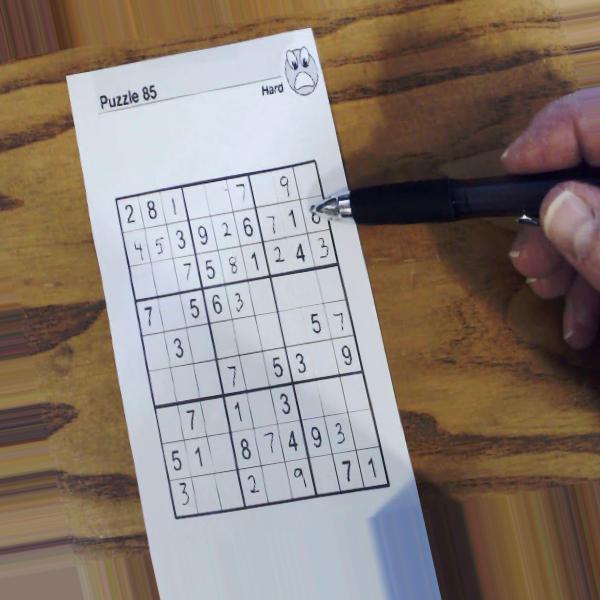 Puzzle 85
Hard
2 8 1 7 9
4 5 3 9 2 6 7 1 8
7 5 8 1 2 4 3
7 5 6 3
3 5 7
7 5 3 9
7 1 3
5 1 8 7 4 9 3
3 2 9 7 1